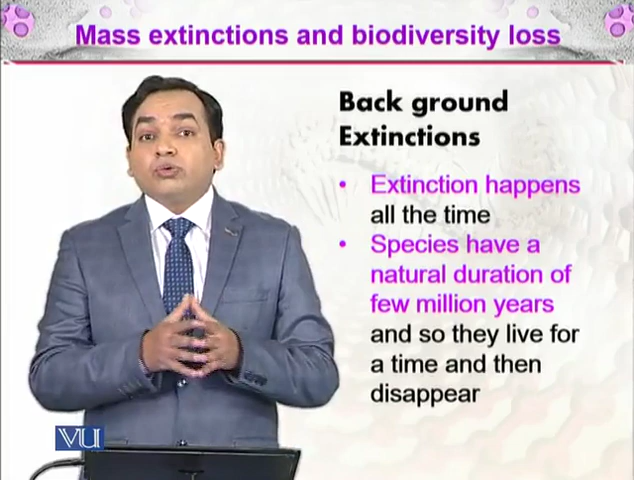 Mass extinctions and biodiversity loss
Back ground
Extinctions
• Extinction happens
all the time
• Species have a
natural duration of
few million years
and so they live for
a time and then
disappear
VU